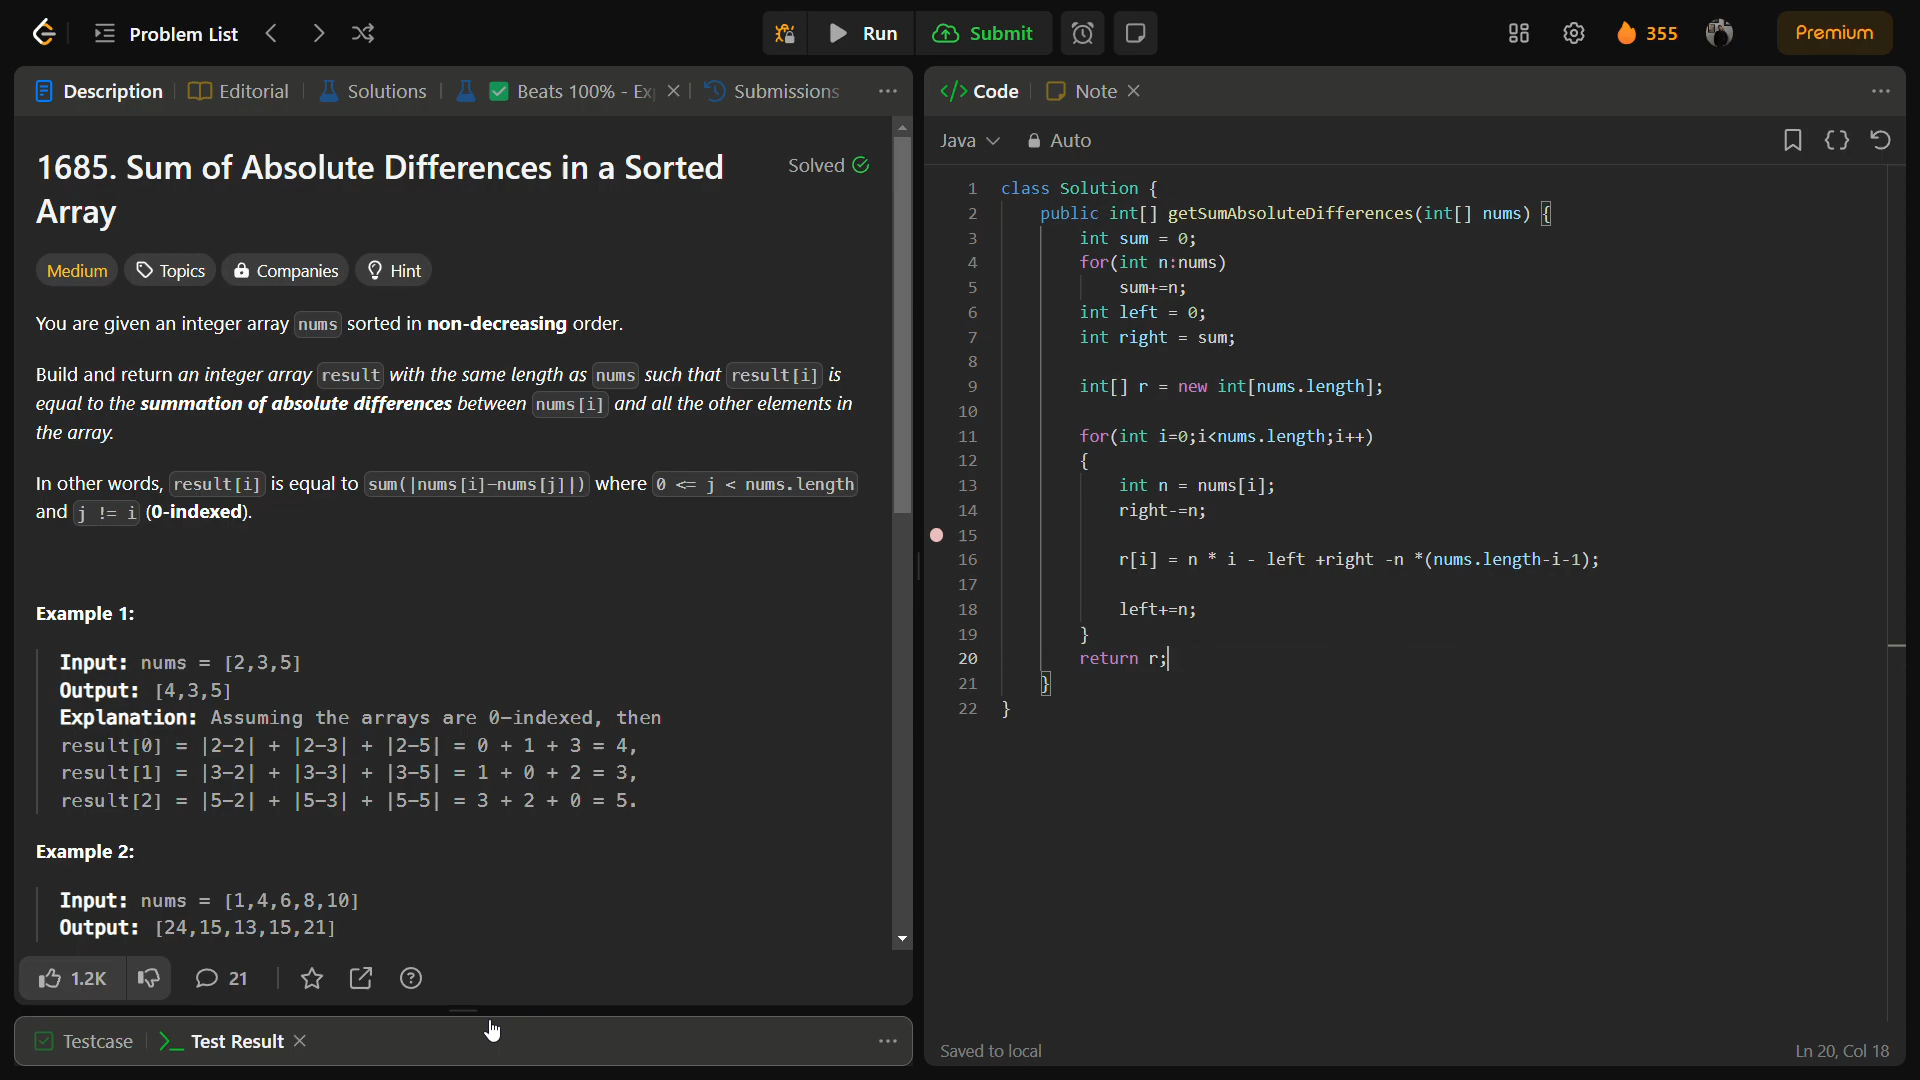 Problem List
Run
Submit
355
Premium
Description
Editorial
Solutions
Beats 100% - Ex
Submissions
1685. Sum of Absolute Differences in a Sorted
Array
Solved
Medium
Topics
Companies
Hint
You are given an integer array nums sorted in non-decreasing order.
Build and return an integer array result with the same length as nums such that result[i] is
equal to the summation of absolute differences between nums[i] and all the other elements in
the array.
In other words, result[i] is equal to sum(|nums[i]-nums[j]|) where 0 <= j < nums.length
and j != i (0-indexed).
Example 1:
Input: nums = [2,3,5]
Output: [4,3,5]
Explanation: Assuming the arrays are 0-indexed, then
result[0] = |2-2| + |2-3| + |2-5| = 0 + 1 + 3 = 4,
result[1] = |3-2| + |3-3| + |3-5| = 1 + 0 + 2 = 3,
result[2] = |5-2| + |5-3| + |5-5| = 3 + 2 + 0 = 5.
Example 2:
Input: nums = [1,4,6,8,10]
Output: [24,15,13,15,21]
1.2K
21
Testcase
Test Result
Code
Note
Java
Auto
1 class Solution {
2 public int[] getSumAbsoluteDifferences(int[] nums) {
3 int sum = 0;
4 for(int n:nums)
5 sum+=n;
6 int left = 0;
7 int right = sum;
8
9 int[] r = new int[nums.length];
10
11 for(int i=0;i<nums.length;i++)
12 {
13 int n = nums[i];
14 right-=n;
15
16 r[i] = n * i - left +right -n *(nums.length-i-1);
17
18 left+=n;
19 }
20 return r;
21 }
22 }
Saved to local
Ln 20, Col 18